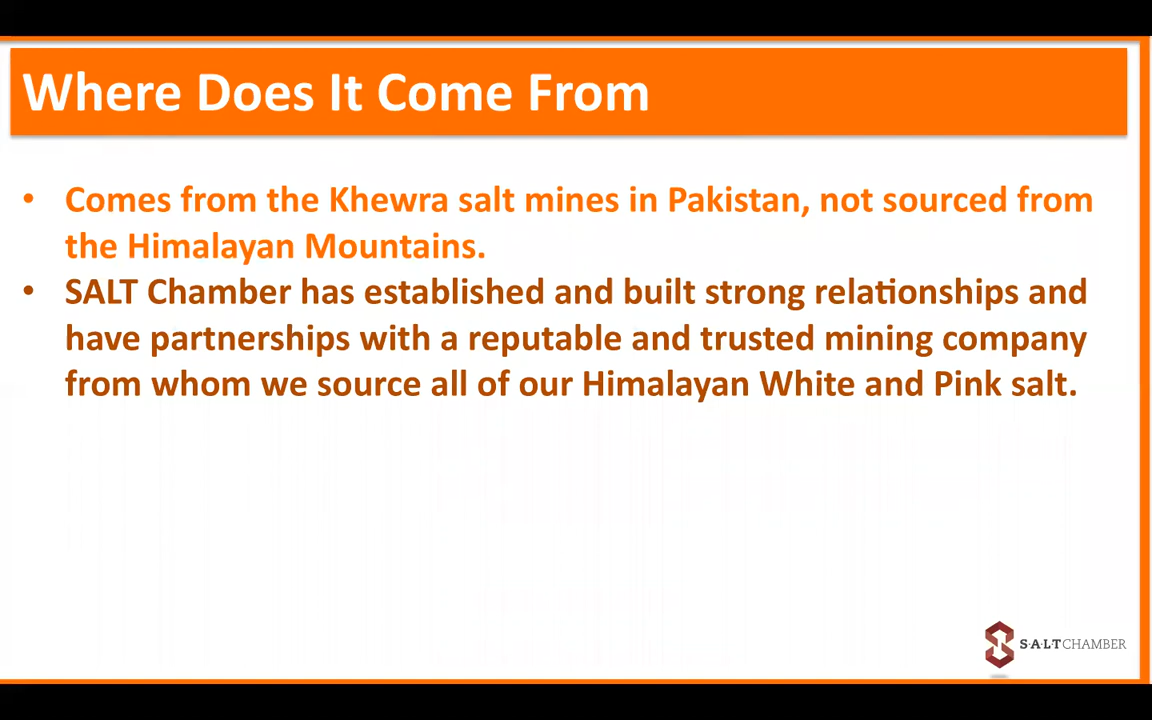 Where Does It Come From
• Comes from the Khewra salt mines in Pakistan, not sourced from
the Himalayan Mountains.
• SALT Chamber has established and built strong relationships and
have partnerships with a reputable and trusted mining company
from whom we source all of our Himalayan White and Pink salt.
S·A·L·T CHAMBER